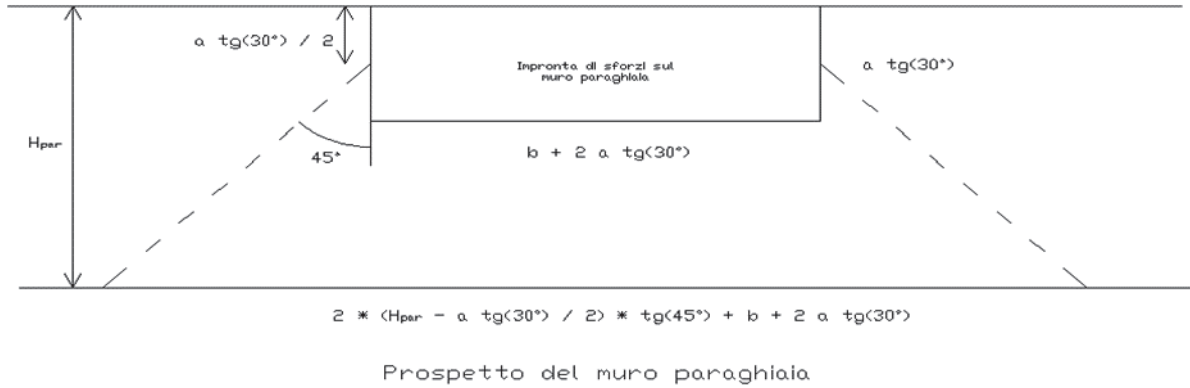 a tg(30°) / 2
Impronta di sforzi sul
muro paraghiaia
a tg(30°)
Hpar
45°
b + 2 a tg(30°)
2 * (Hpar - a tg(30°) / 2) * tg(45°) + b + 2 a tg(30°)
Prospetto del muro paraghiaia